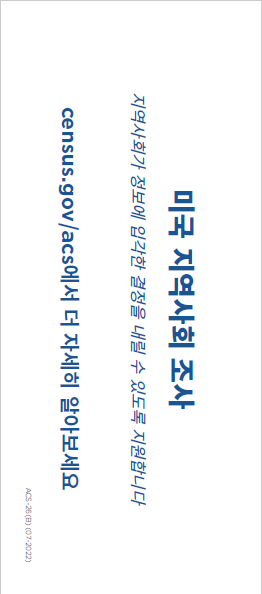 미국 지역사회 조사
지역사회가 정보에 입각한 결정을 내릴 수 있도록 지원합니다
census.gov/acs에서 더 자세히 알아보세요
ACS-26(B) (07-2022)